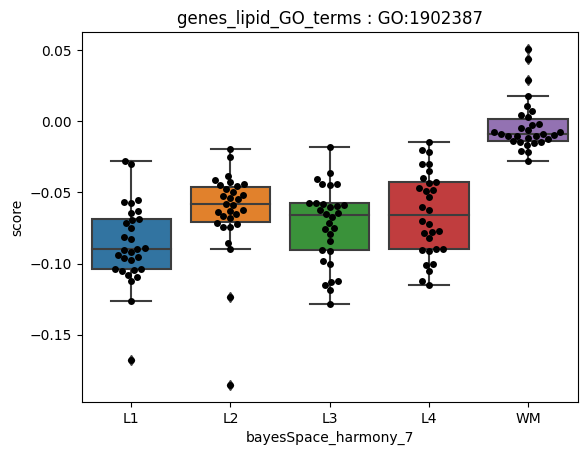 genes_lipid_GO_terms : GO:1902387
0.05
0.00
−0.05
−0.10
−0.15
score
L1 L2 L3 L4 WM
bayesSpace_harmony_7